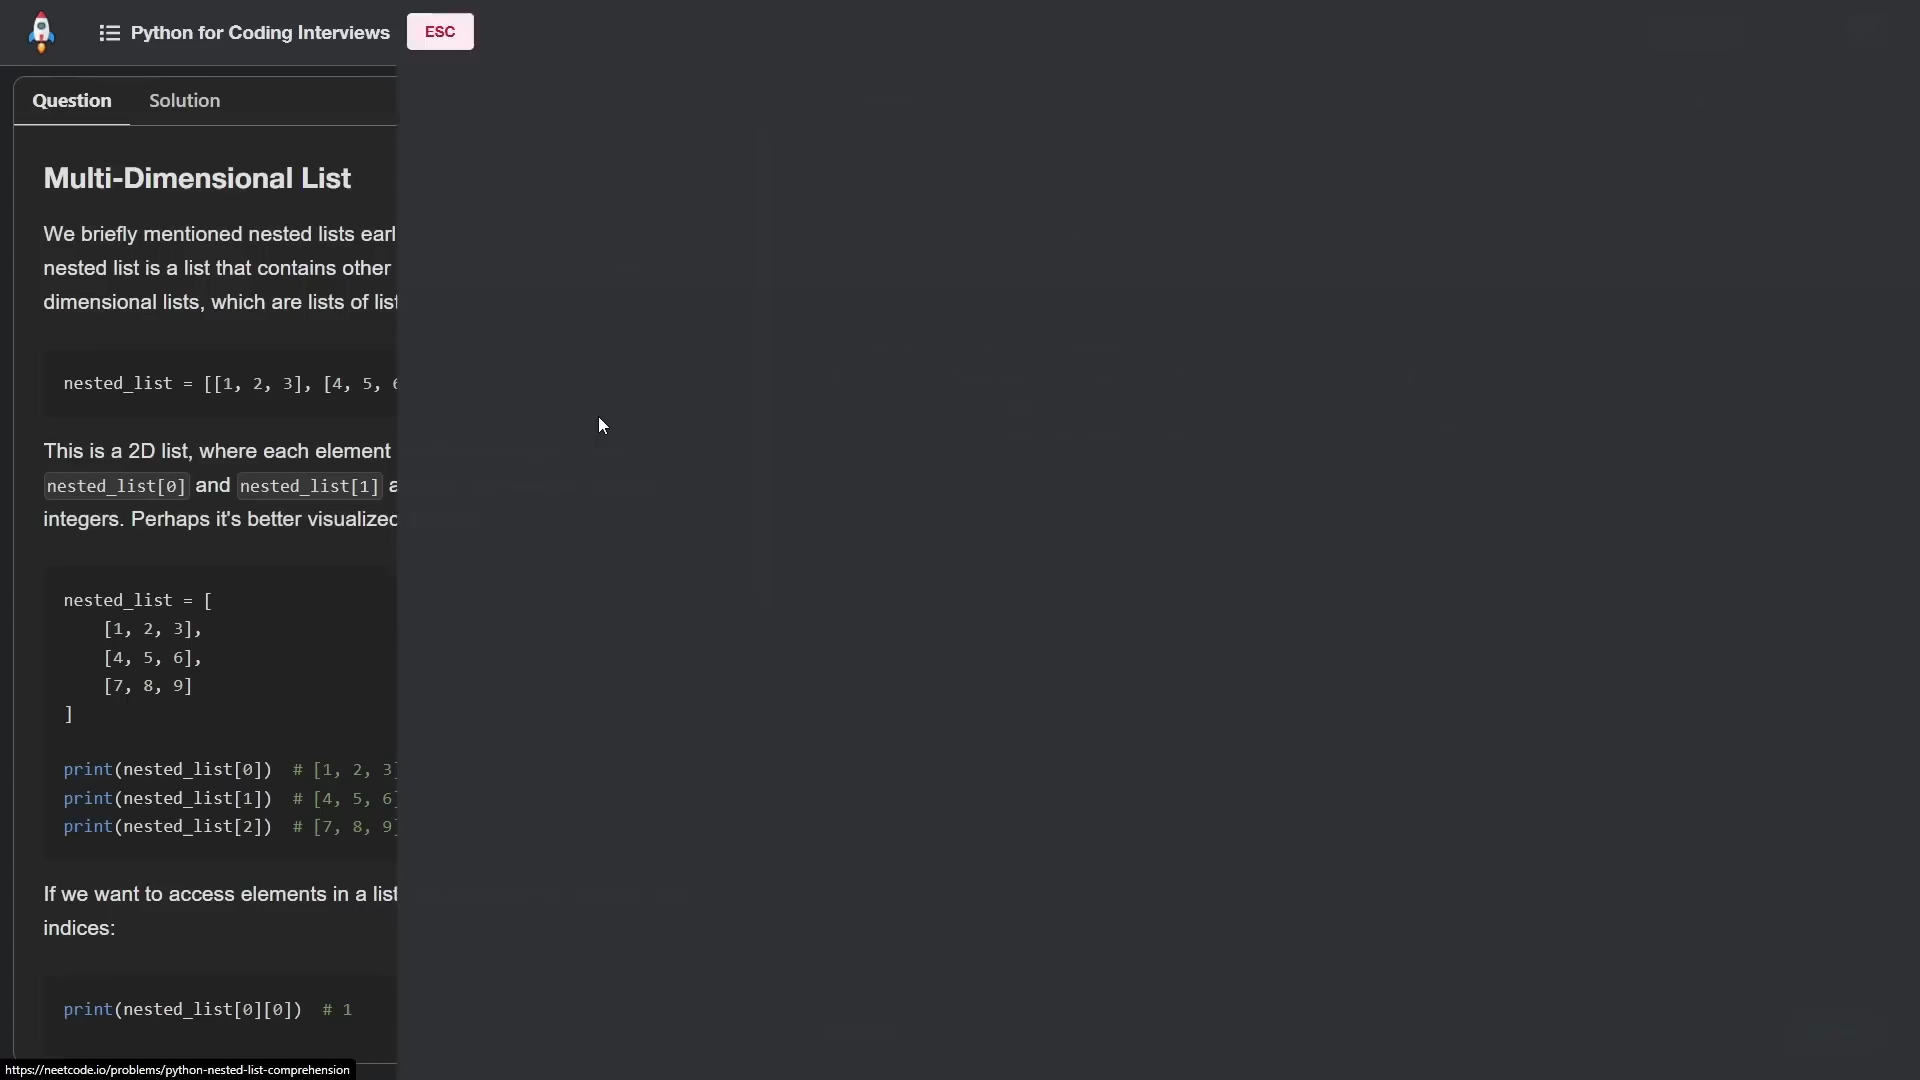 Python for Coding Interviews
ESC
Question
Solution
Multi-Dimensional List
We briefly mentioned nested lists earl
nested list is a list that contains other
dimensional lists, which are lists of list
nested_list = [[1, 2, 3], [4, 5, 6
This is a 2D list, where each element
nested_list[0] and nested_list[1] a
integers. Perhaps it's better visualized
nested_list = [
[1, 2, 3],
[4, 5, 6],
[7, 8, 9]
]
print(nested_list[0])  # [1, 2, 3]
print(nested_list[1])  # [4, 5, 6]
print(nested_list[2])  # [7, 8, 9]
If we want to access elements in a list
indices:
print(nested_list[0][0])  # 1
https://neetcode.io/problems/python-nested-list-comprehension